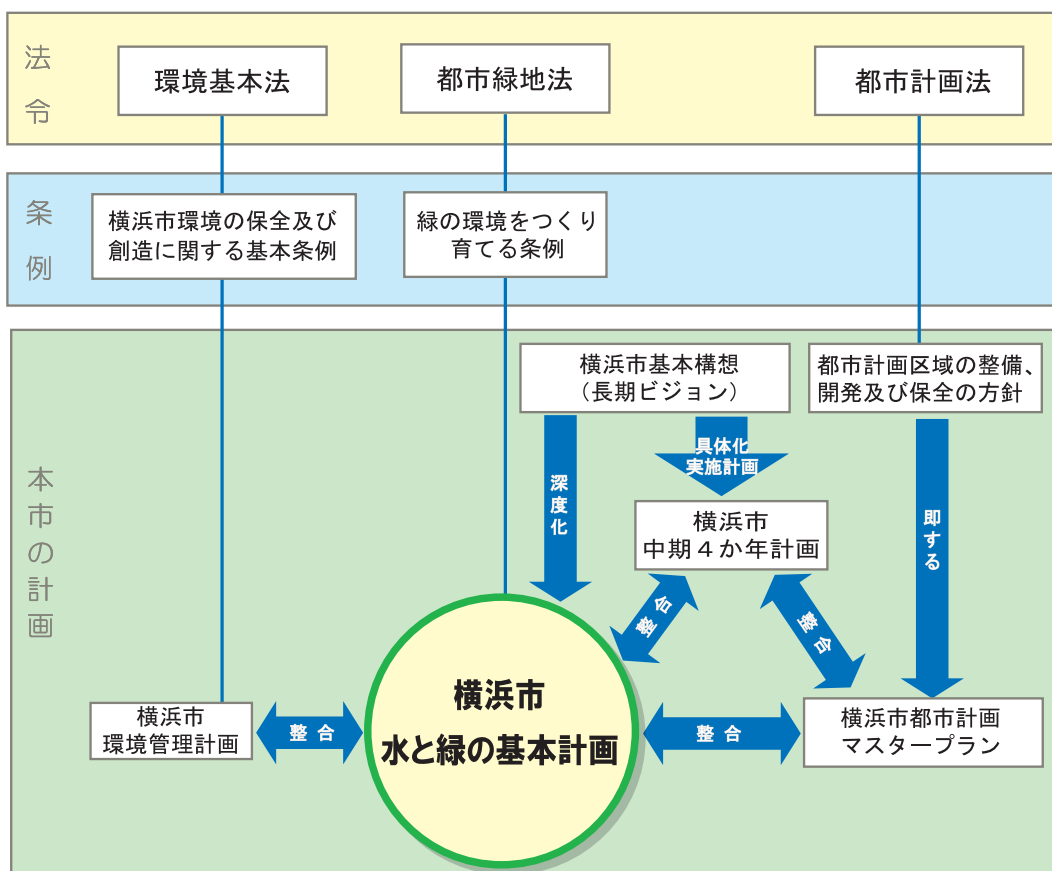 法令
環境基本法
都市緑地法
都市計画法
条例
横浜市環境の保全及び
創造に関する基本条例
緑の環境をつくり
育てる条例
本市の計画
横浜市基本構想
（長期ビジョン）
都市計画区域の整備、
開発及び保全の方針
深度化
具体化
実施計画
即する
横浜市
中期４か年計画
整合
整合
横浜市
環境管理計画
整合
横浜市
水と緑の基本計画
整合
横浜市都市計画
マスタープラン